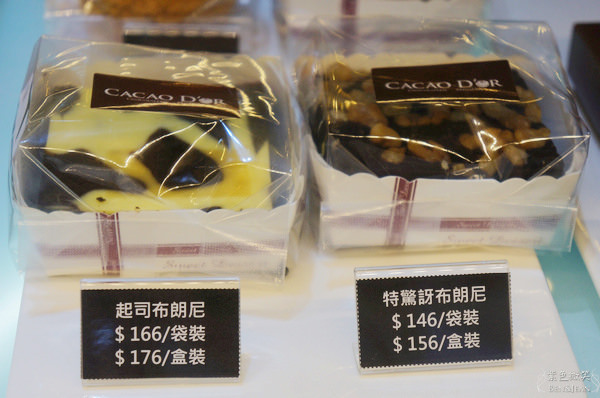 CACAO D'OR
CACAO D'OR
起司布朗尼
$ 166/袋裝
$ 176/盒裝
特驚訝布朗尼
$ 146/袋裝
$ 156/盒裝